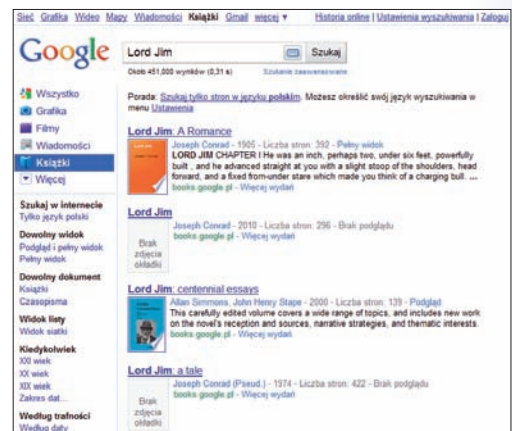 Sieć Grafika Wideo Mapy Wiadomości Książki Gmail więcej ▼
Historia online | Ustawienia wyszukiwania | Zaloguj
Google
Lord Jim
Szukaj
Około 451,000 wyników (0,31 s)
Szukanie zaawansowane
Wszystko
Grafika
Filmy
Wiadomości
Książki
Więcej
Szukaj w internecie
Tylko język polski
Dowolny widok
Podgląd i pełny widok
Pełny widok
Dowolny dokument
Książki
Czasopisma
Widok listy
Widok siatki
Kiedykolwiek
XXI wiek
XX wiek
XIX wiek
Zakres dat...
Według trafności
Według daty
Porada: Szukaj tylko stron w języku polskim. Możesz określić swój język wyszukiwania w
menu Ustawienia
Lord Jim: A Romance
Joseph Conrad - 1905 - Liczba stron: 392 - Pełny widok
LORD JIM CHAPTER I He was an inch, perhaps two, under six feet, powerfully
built , and he advanced straight at you with a slight stoop of the shoulders, head
forward, and a fixed from-under stare which made you think of a charging bull. ...
books.google.pl - Więcej wydań
Lord Jim
Joseph Conrad - 2010 - Liczba stron: 296 - Brak podglądu
books.google.pl - Więcej wydań
Brak
zdjęcia
okładki
Lord Jim: centennial essays
Allan Simmons, John Henry Stape - 2000 - Liczba stron: 139 - Podgląd
This carefully edited volume covers a wide range of topics, and includes new work
on the novel's reception and sources, narrative strategies, and thematic interests.
books.google.pl - Więcej wydań
Lord Jim: a tale
Joseph Conrad (Pseud.) - 1974 - Liczba stron: 422 - Brak podglądu
books.google.pl - Więcej wydań
Brak
zdjęcia
okładki